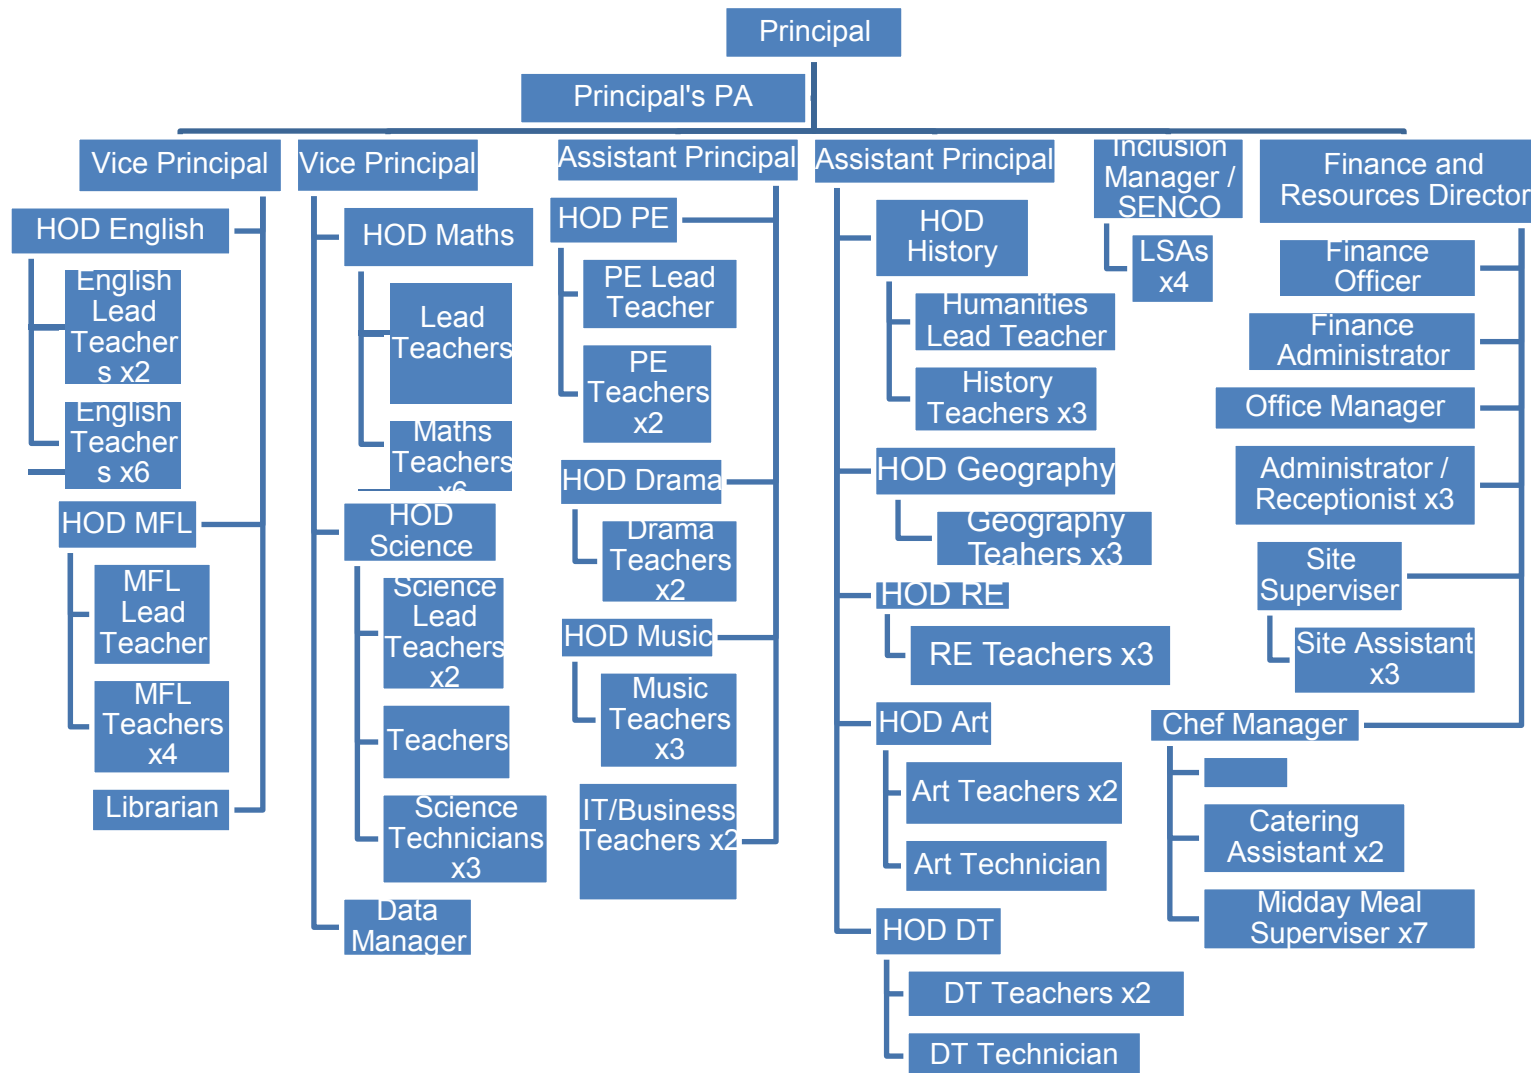 Principal
Principal's PA
Vice Principal
HOD English
English
Lead
Teacher
s x2
English
Teacher
s x6
HOD MFL
MFL
Lead
Teacher
MFL
Teachers
x4
Librarian
Vice Principal
HOD Maths
Lead
Teachers
Maths
Teachers
x6
HOD
Science
Science
Lead
Teachers
x2
Teachers
Science
Technicians
x3
Data
Manager
Assistant Principal
HOD PE
PE Lead
Teacher
PE
Teachers
x2
HOD Drama
Drama
Teachers
x2
HOD Music
Music
Teachers
x3
IT/Business
Teachers x2
Assistant Principal
HOD
History
Humanities
Lead Teacher
History
Teachers x3
HOD Geography
Geography
Teahers x3
HOD RE
RE Teachers x3
HOD Art
Art Teachers x2
Art Technician
HOD DT
DT Teachers x2
DT Technician
Inclusion
Manager /
SENCO
LSAs
x4
Finance and
Resources Director
Finance
Officer
Finance
Administrator
Office Manager
Administrator /
Receptionist x3
Site
Superviser
Site Assistant
x3
Chef Manager
Catering
Assistant x2
Midday Meal
Superviser x7